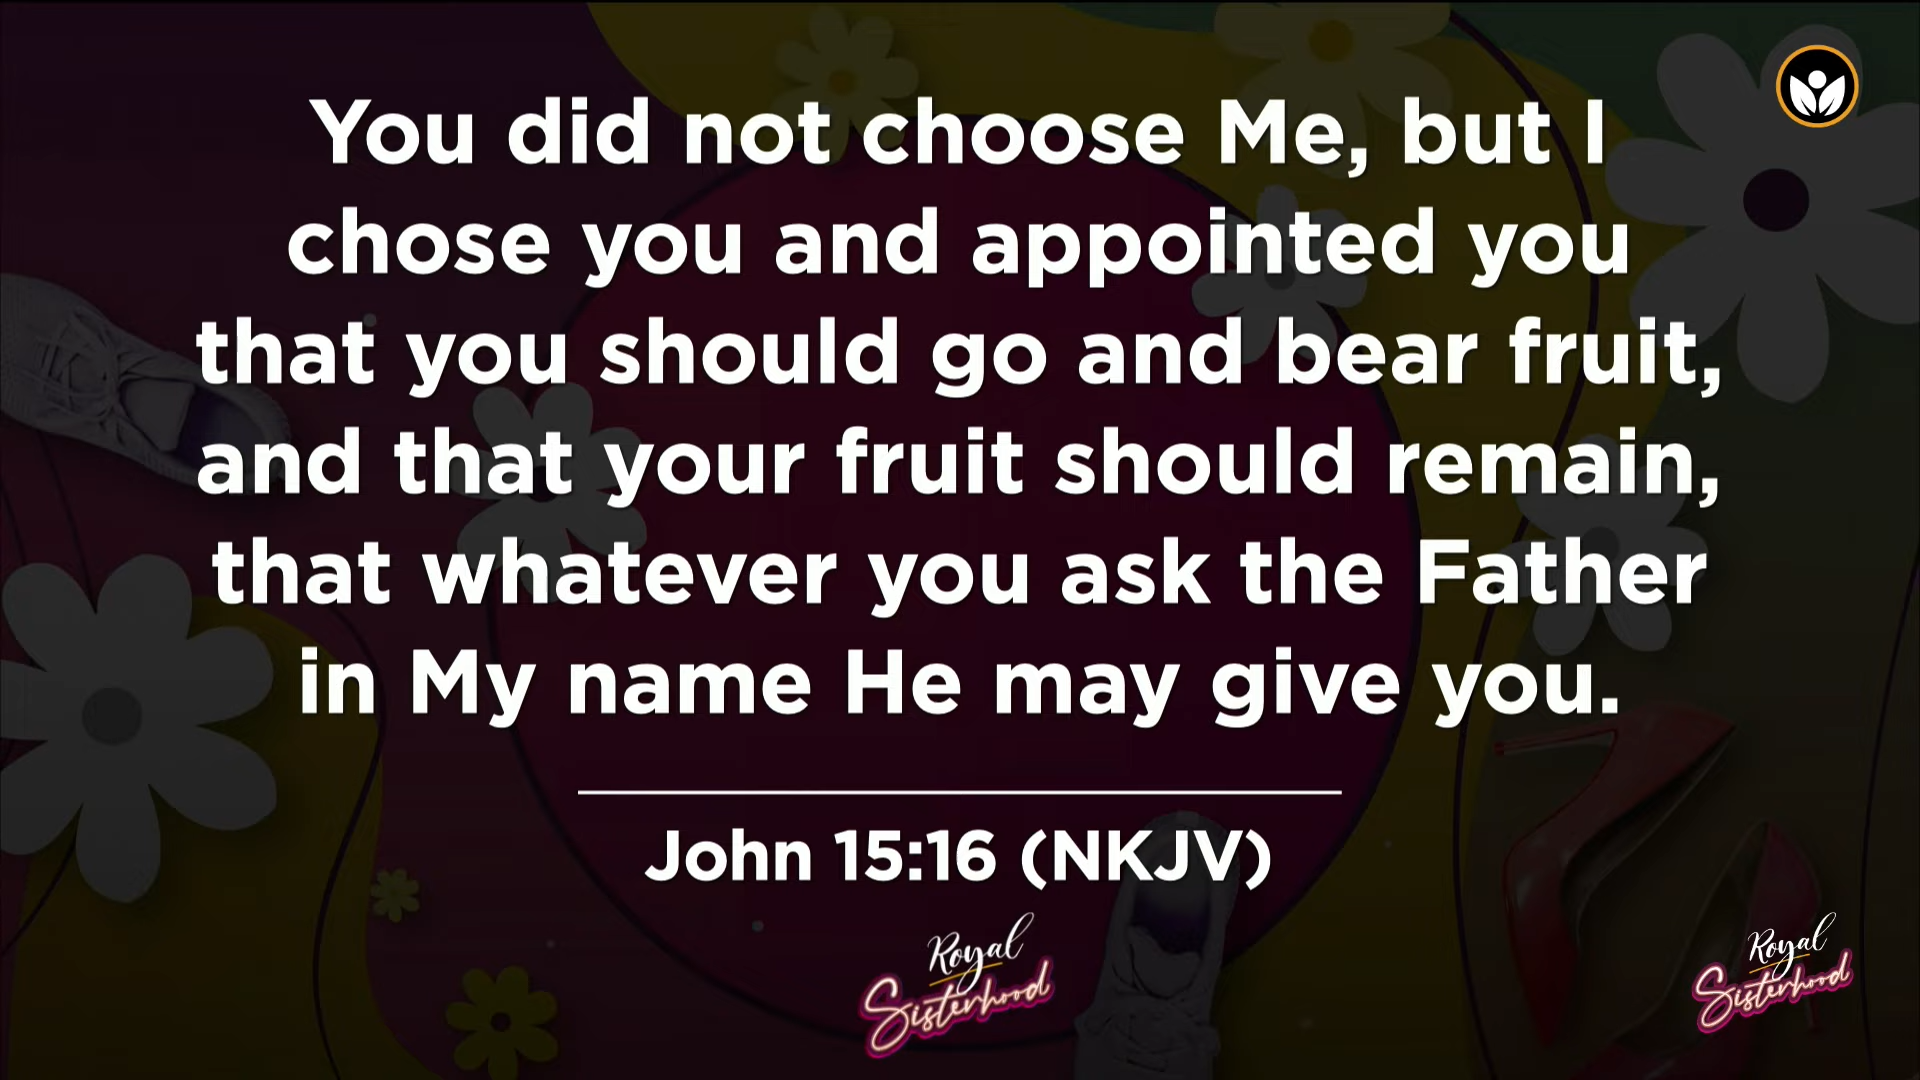 You did not choose Me, but I
chose you and appointed you
that you should go and bear fruit,
and that your fruit should remain,
that whatever you ask the Father
in My name He may give you.
John 15:16 (NKJV)
Royal
Sisterhood
Royal
Sisterhood